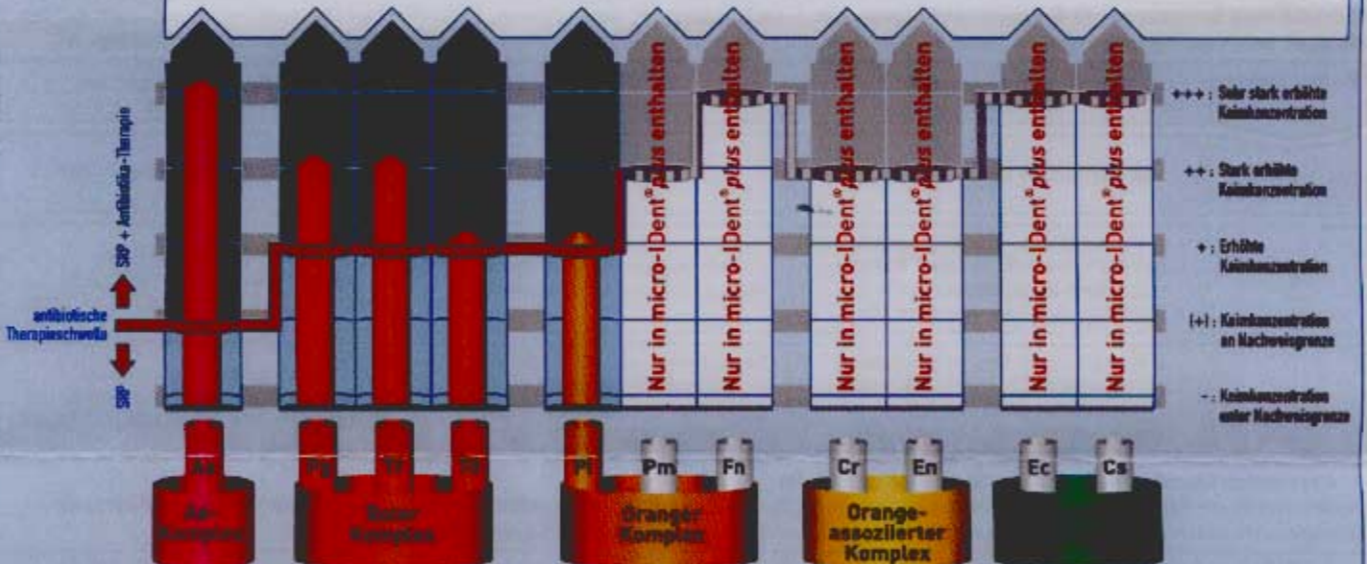 Nur in micro-IDent® plus enthalten
Nur in micro-IDent® plus enthalten
Nur in micro-IDent® plus enthalten
Nur in micro-IDent® plus enthalten
Nur in micro-IDent® plus enthalten
Nur in micro-IDent® plus enthalten
SRP + Antibiotika-Therapie
antibiotische
Therapieschwelle
SRP
+++ : Sehr stark erhöhte
Keimkonzentration
++ : Stark erhöhte
Keimkonzentration
+ : Erhöhte
Keimkonzentration
(+) : Keimkonzentration
an Nachweisgrenze
- : Keimkonzentration
unter Nachweisgrenze
Aa Pg Tf Td Pi Pm Fn Cr En Ec Cs
Aa-
Komplex
Roter
Komplex
Oranger
Komplex
Orange-
assoziierter
Komplex